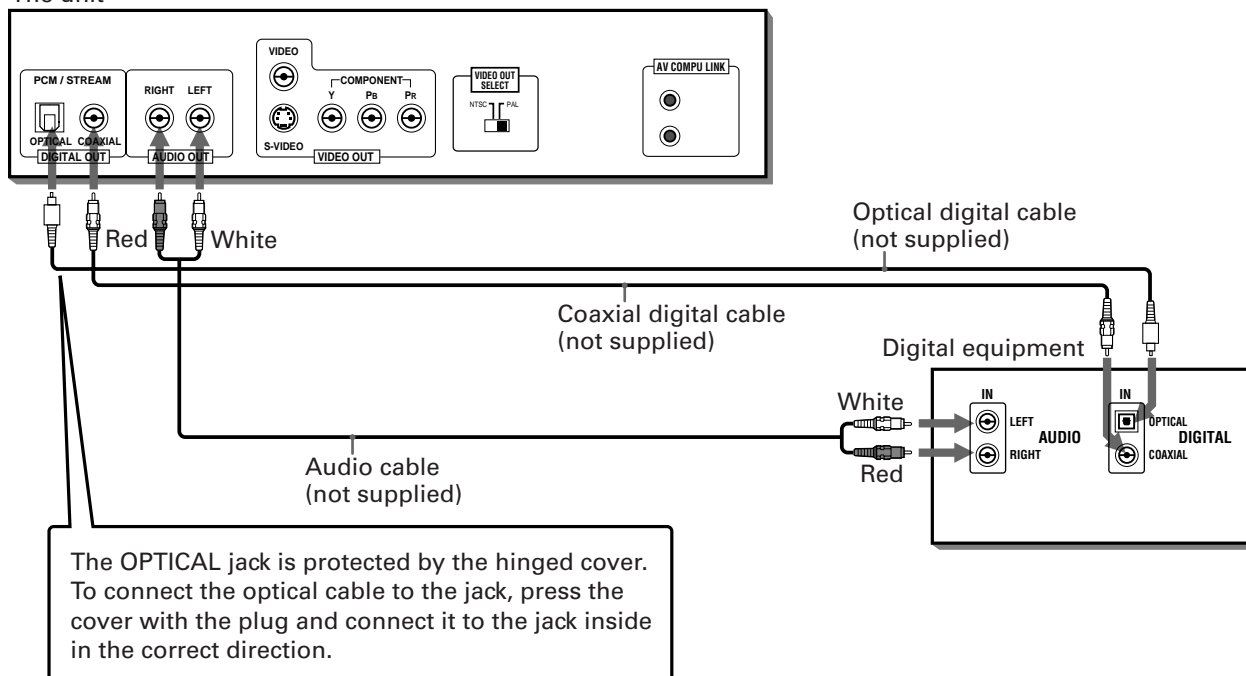 The unit
PCM / STREAM
OPTICAL COAXIAL
DIGITAL OUT
RIGHT LEFT
AUDIO OUT
VIDEO
S-VIDEO
COMPONENT
Y PB PR
VIDEO OUT
VIDEO OUT
SELECT
NTSC PAL
AV COMPU LINK
Red
White
Optical digital cable
(not supplied)
Coaxial digital cable
(not supplied)
Digital equipment
White
Red
IN
LEFT
RIGHT
AUDIO
IN
OPTICAL
COAXIAL
DIGITAL
Audio cable
(not supplied)
The OPTICAL jack is protected by the hinged cover.
To connect the optical cable to the jack, press the
cover with the plug and connect it to the jack inside
in the correct direction.